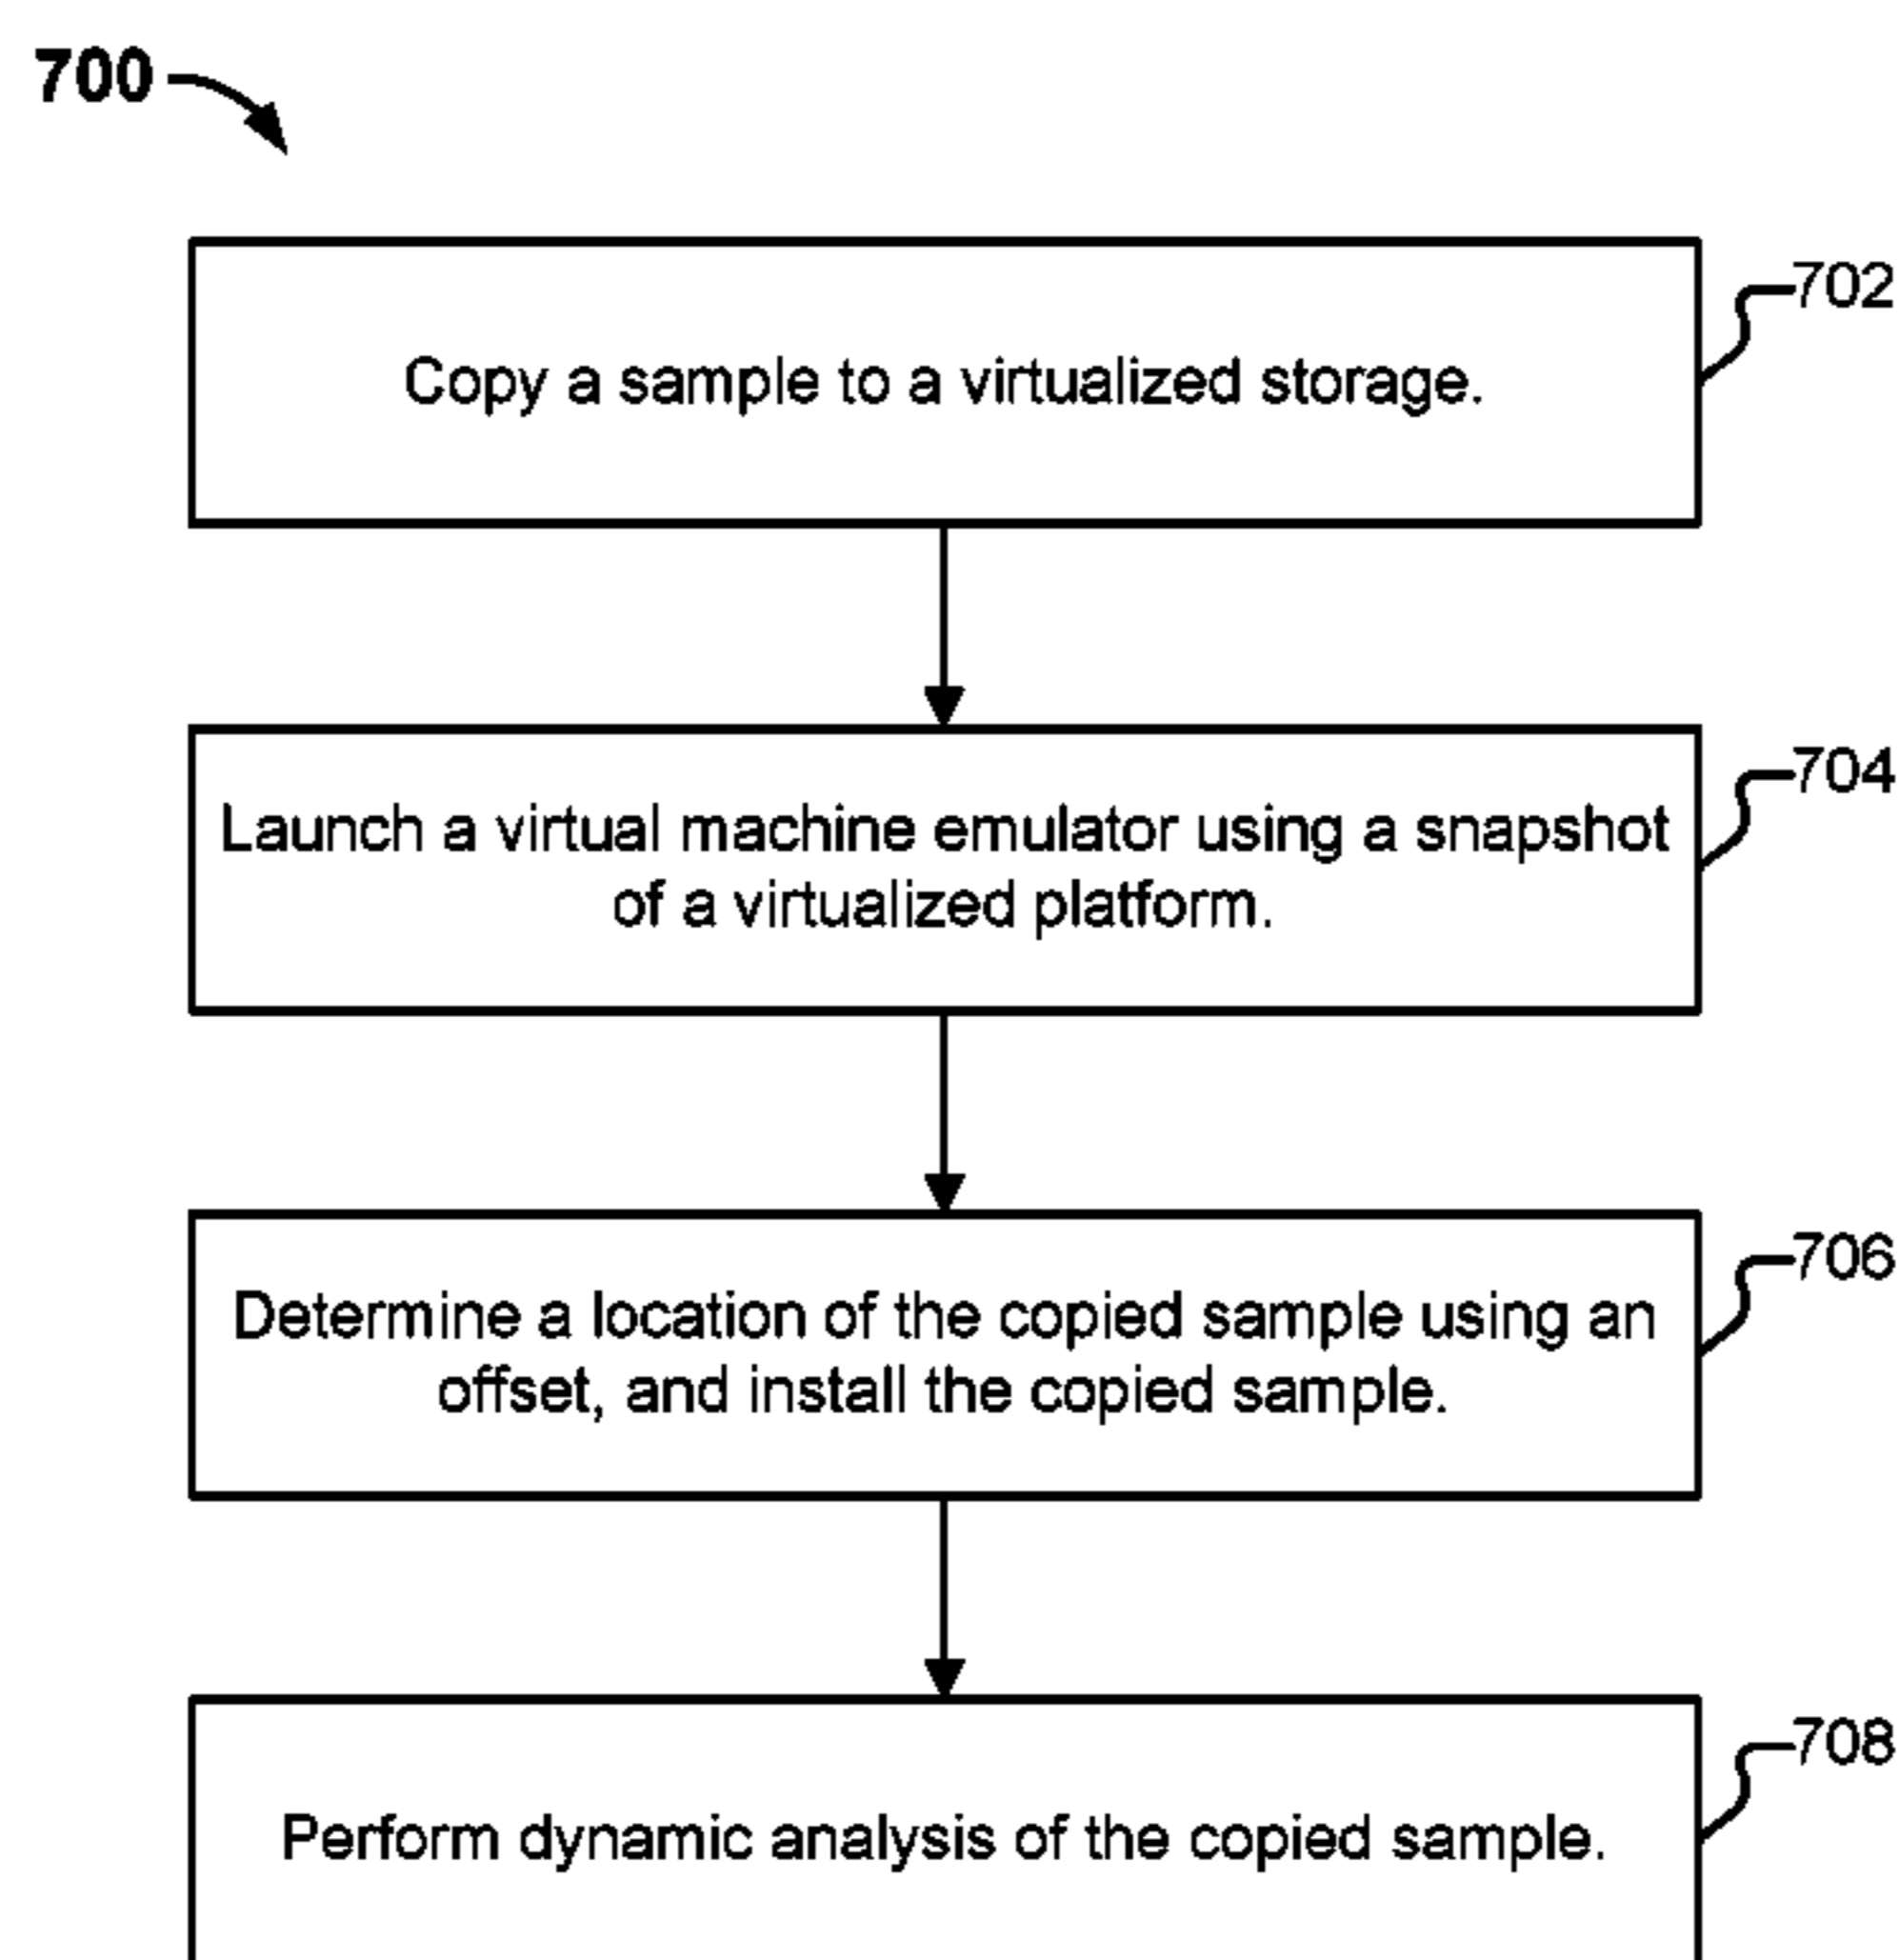 700
702
Copy a sample to a virtualized storage.
704
Launch a virtual machine emulator using a snapshot
of a virtualized platform.
706
Determine a location of the copied sample using an
offset, and install the copied sample.
708
Perform dynamic analysis of the copied sample.